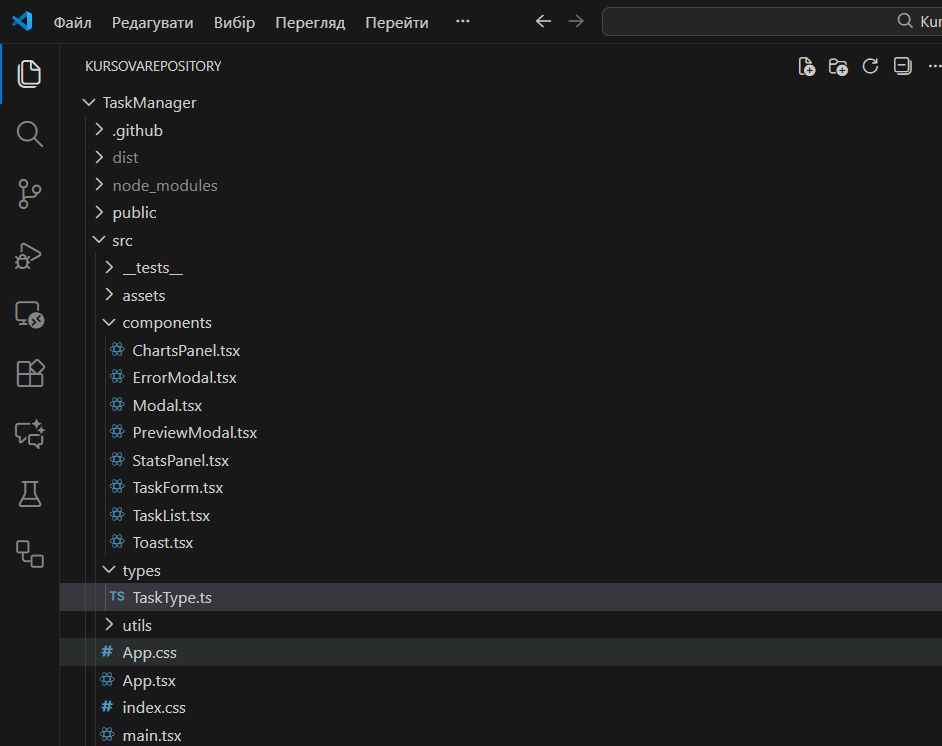 Файл Редагувати Вибір Перегляд Перейти ··· Kur
KURSOVAREPOSITORY
TaskManager
.github
dist
node_modules
public
src
__tests__
assets
components
ChartsPanel.tsx
ErrorModal.tsx
Modal.tsx
PreviewModal.tsx
StatsPanel.tsx
TaskForm.tsx
TaskList.tsx
Toast.tsx
types
TS TaskType.ts
utils
# App.css
App.tsx
# index.css
main.tsx